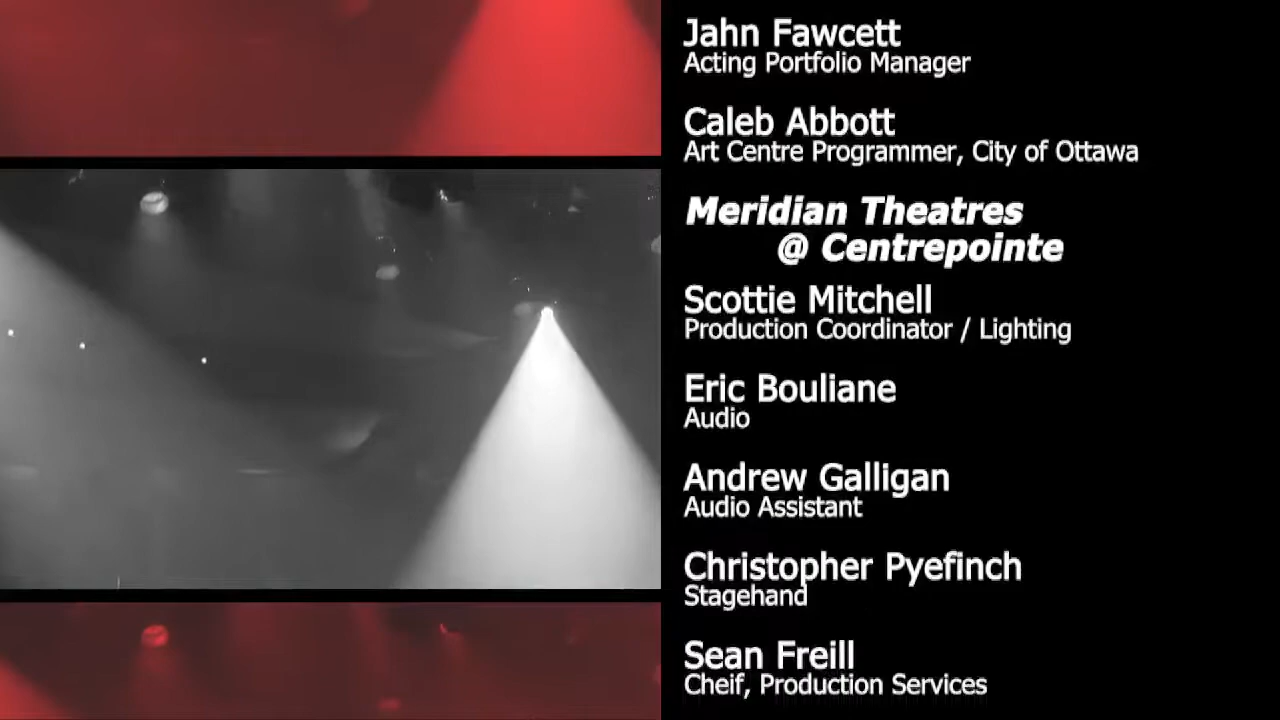 Jahn Fawcett
Acting Portfolio Manager
Caleb Abbott
Art Centre Programmer, City of Ottawa
Meridian Theatres
@ Centrepointe
Scottie Mitchell
Production Coordinator / Lighting
Eric Bouliane
Audio
Andrew Galligan
Audio Assistant
Christopher Pyefinch
Stagehand
Sean Freill
Cheif, Production Services